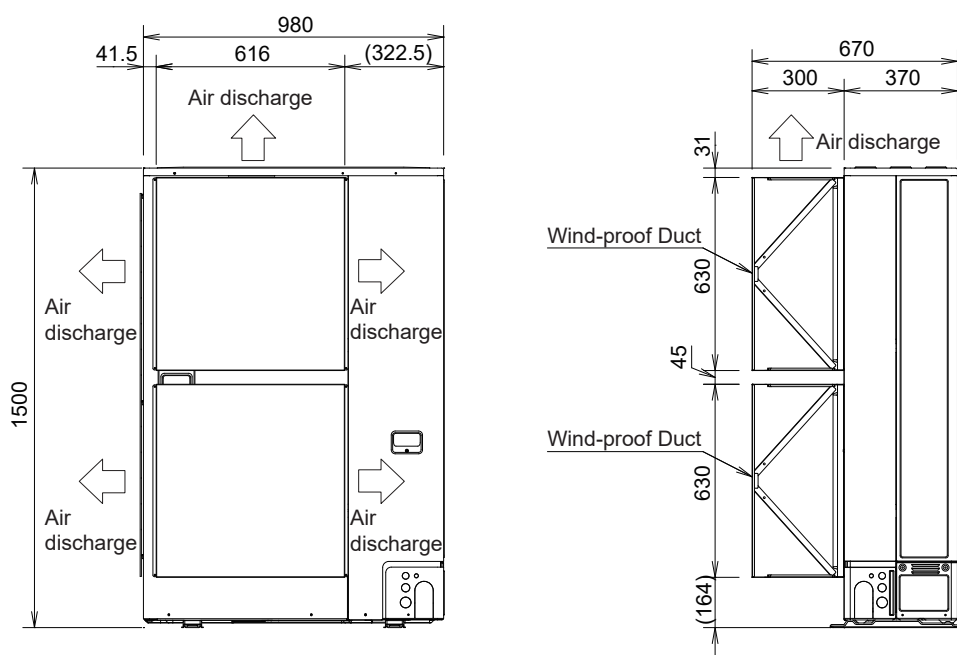 980
41.5
616
(322.5)
Air discharge
Air
discharge
Air
discharge
1500
Air
discharge
Air
discharge
670
300
370
Air discharge
31
Wind-proof Duct
630
45
Wind-proof Duct
630
(164)